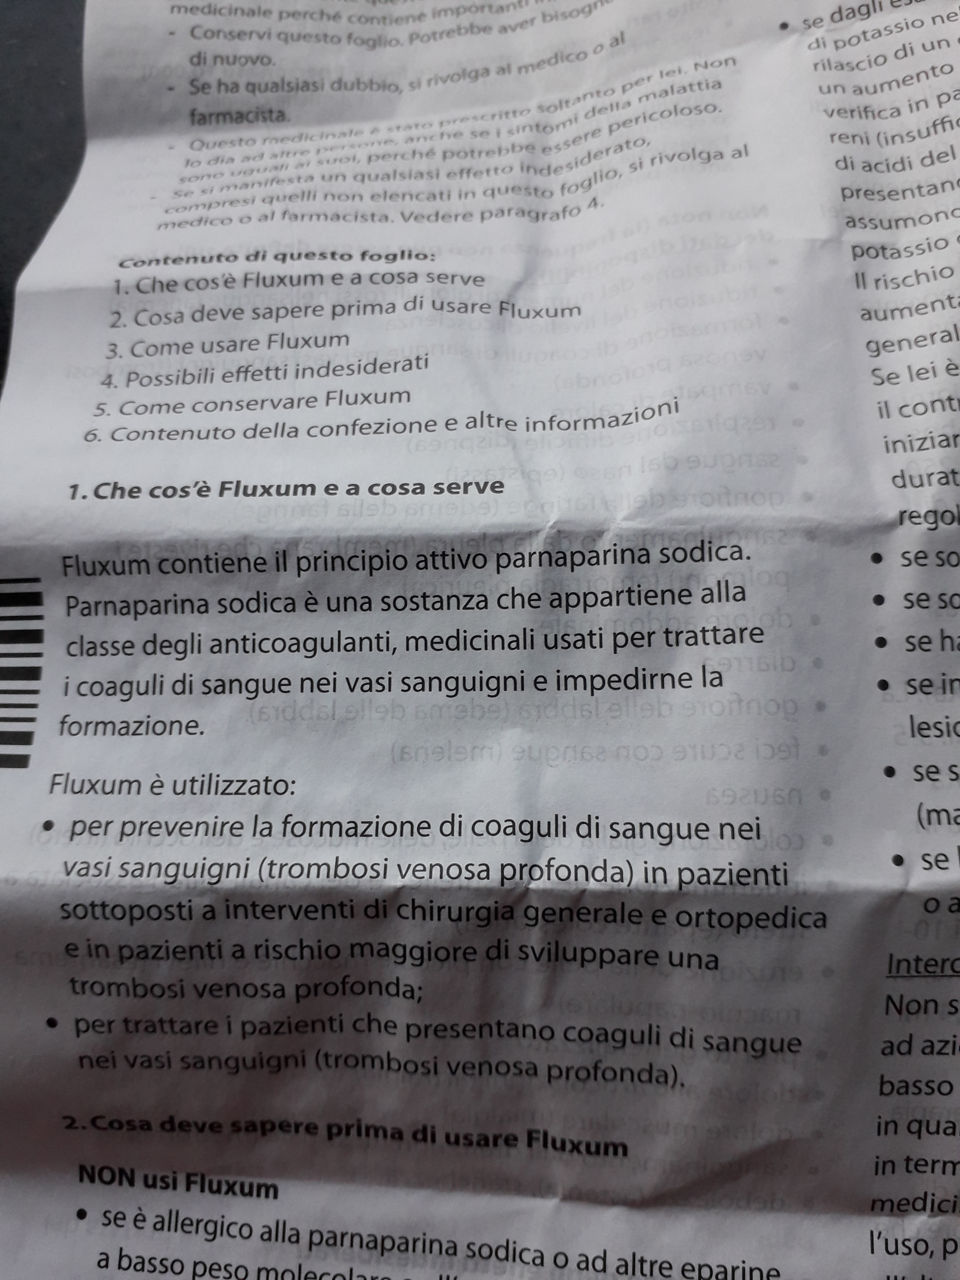 medicinale perché contiene importanti
- Conservi questo foglio. Potrebbe aver bisogno
di nuovo.
- Se ha qualsiasi dubbio, si rivolga al medico o al
farmacista.
- Questo medicinale è stato prescritto soltanto per lei. Non
lo dia ad altre persone, anche se i sintomi della malattia
sono uguali ai suoi, perché potrebbe essere pericoloso.
- Se si manifesta un qualsiasi effetto indesiderato,
compresi quelli non elencati in questo foglio, si rivolga al
medico o al farmacista. Vedere paragrafo 4.
Contenuto di questo foglio:
1. Che cos'è Fluxum e a cosa serve
2. Cosa deve sapere prima di usare Fluxum
3. Come usare Fluxum
4. Possibili effetti indesiderati
5. Come conservare Fluxum
6. Contenuto della confezione e altre informazioni
1. Che cos'è Fluxum e a cosa serve
Fluxum contiene il principio attivo parnaparina sodica.
Parnaparina sodica è una sostanza che appartiene alla
classe degli anticoagulanti, medicinali usati per trattare
i coaguli di sangue nei vasi sanguigni e impedirne la
formazione.
Fluxum è utilizzato:
• per prevenire la formazione di coaguli di sangue nei
vasi sanguigni (trombosi venosa profonda) in pazienti
sottoposti a interventi di chirurgia generale e ortopedica
e in pazienti a rischio maggiore di sviluppare una
trombosi venosa profonda;
• per trattare i pazienti che presentano coaguli di sangue
nei vasi sanguigni (trombosi venosa profonda).
2. Cosa deve sapere prima di usare Fluxum
NON usi Fluxum
• se è allergico alla parnaparina sodica o ad altre eparine
a basso peso
• se dagli
di potassio
rilascio di un
un aumento
verifica in
reni
di acidi del
presentan
assumono
potassio
Il rischio
aumenta
general
Se lei è
il cont
iniziar
durat
regol
• se so
• se so
• se ha
• se in
lesio
• se s
(ma
• se
o a
Interc
Non s
ad azi
basso
in qua
in term
medici
l'uso, p